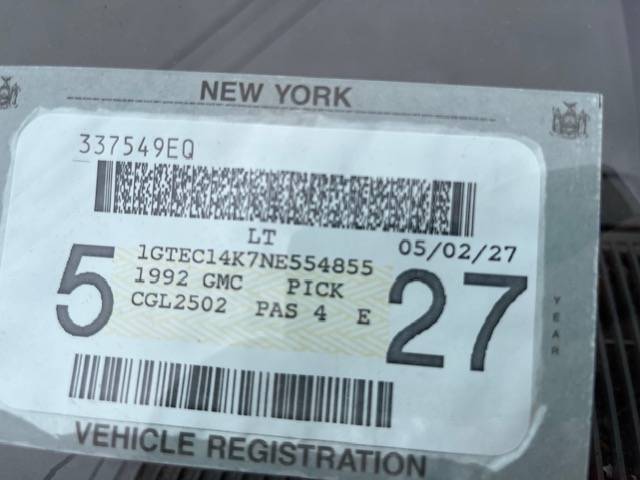 NEW YORK
337549EQ
LT
05/02/27
1GTEC14K7NE554855
1992 GMC PICK
CGL2502 PAS 4 E
5
27
YEAR
VEHICLE REGISTRATION